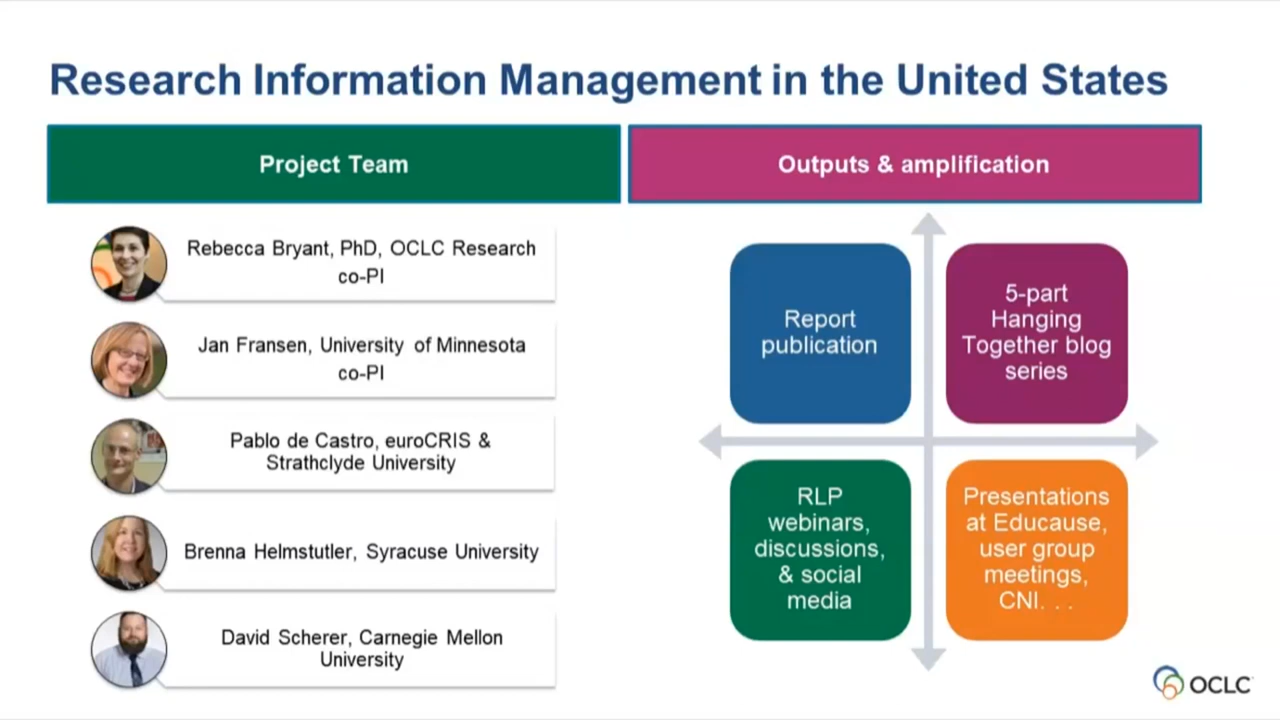 Research Information Management in the United States
Project Team
Rebecca Bryant, PhD, OCLC Research
co-PI
Jan Fransen, University of Minnesota
co-PI
Pablo de Castro, euroCRIS &
Strathclyde University
Brenna Helmstutler, Syracuse University
David Scherer, Carnegie Mellon
University
Outputs & amplification
Report
publication
5-part
Hanging
Together blog
series
RLP
webinars,
discussions,
& social
media
Presentations
at Educause,
user group
meetings,
CNI. . .
OCLC